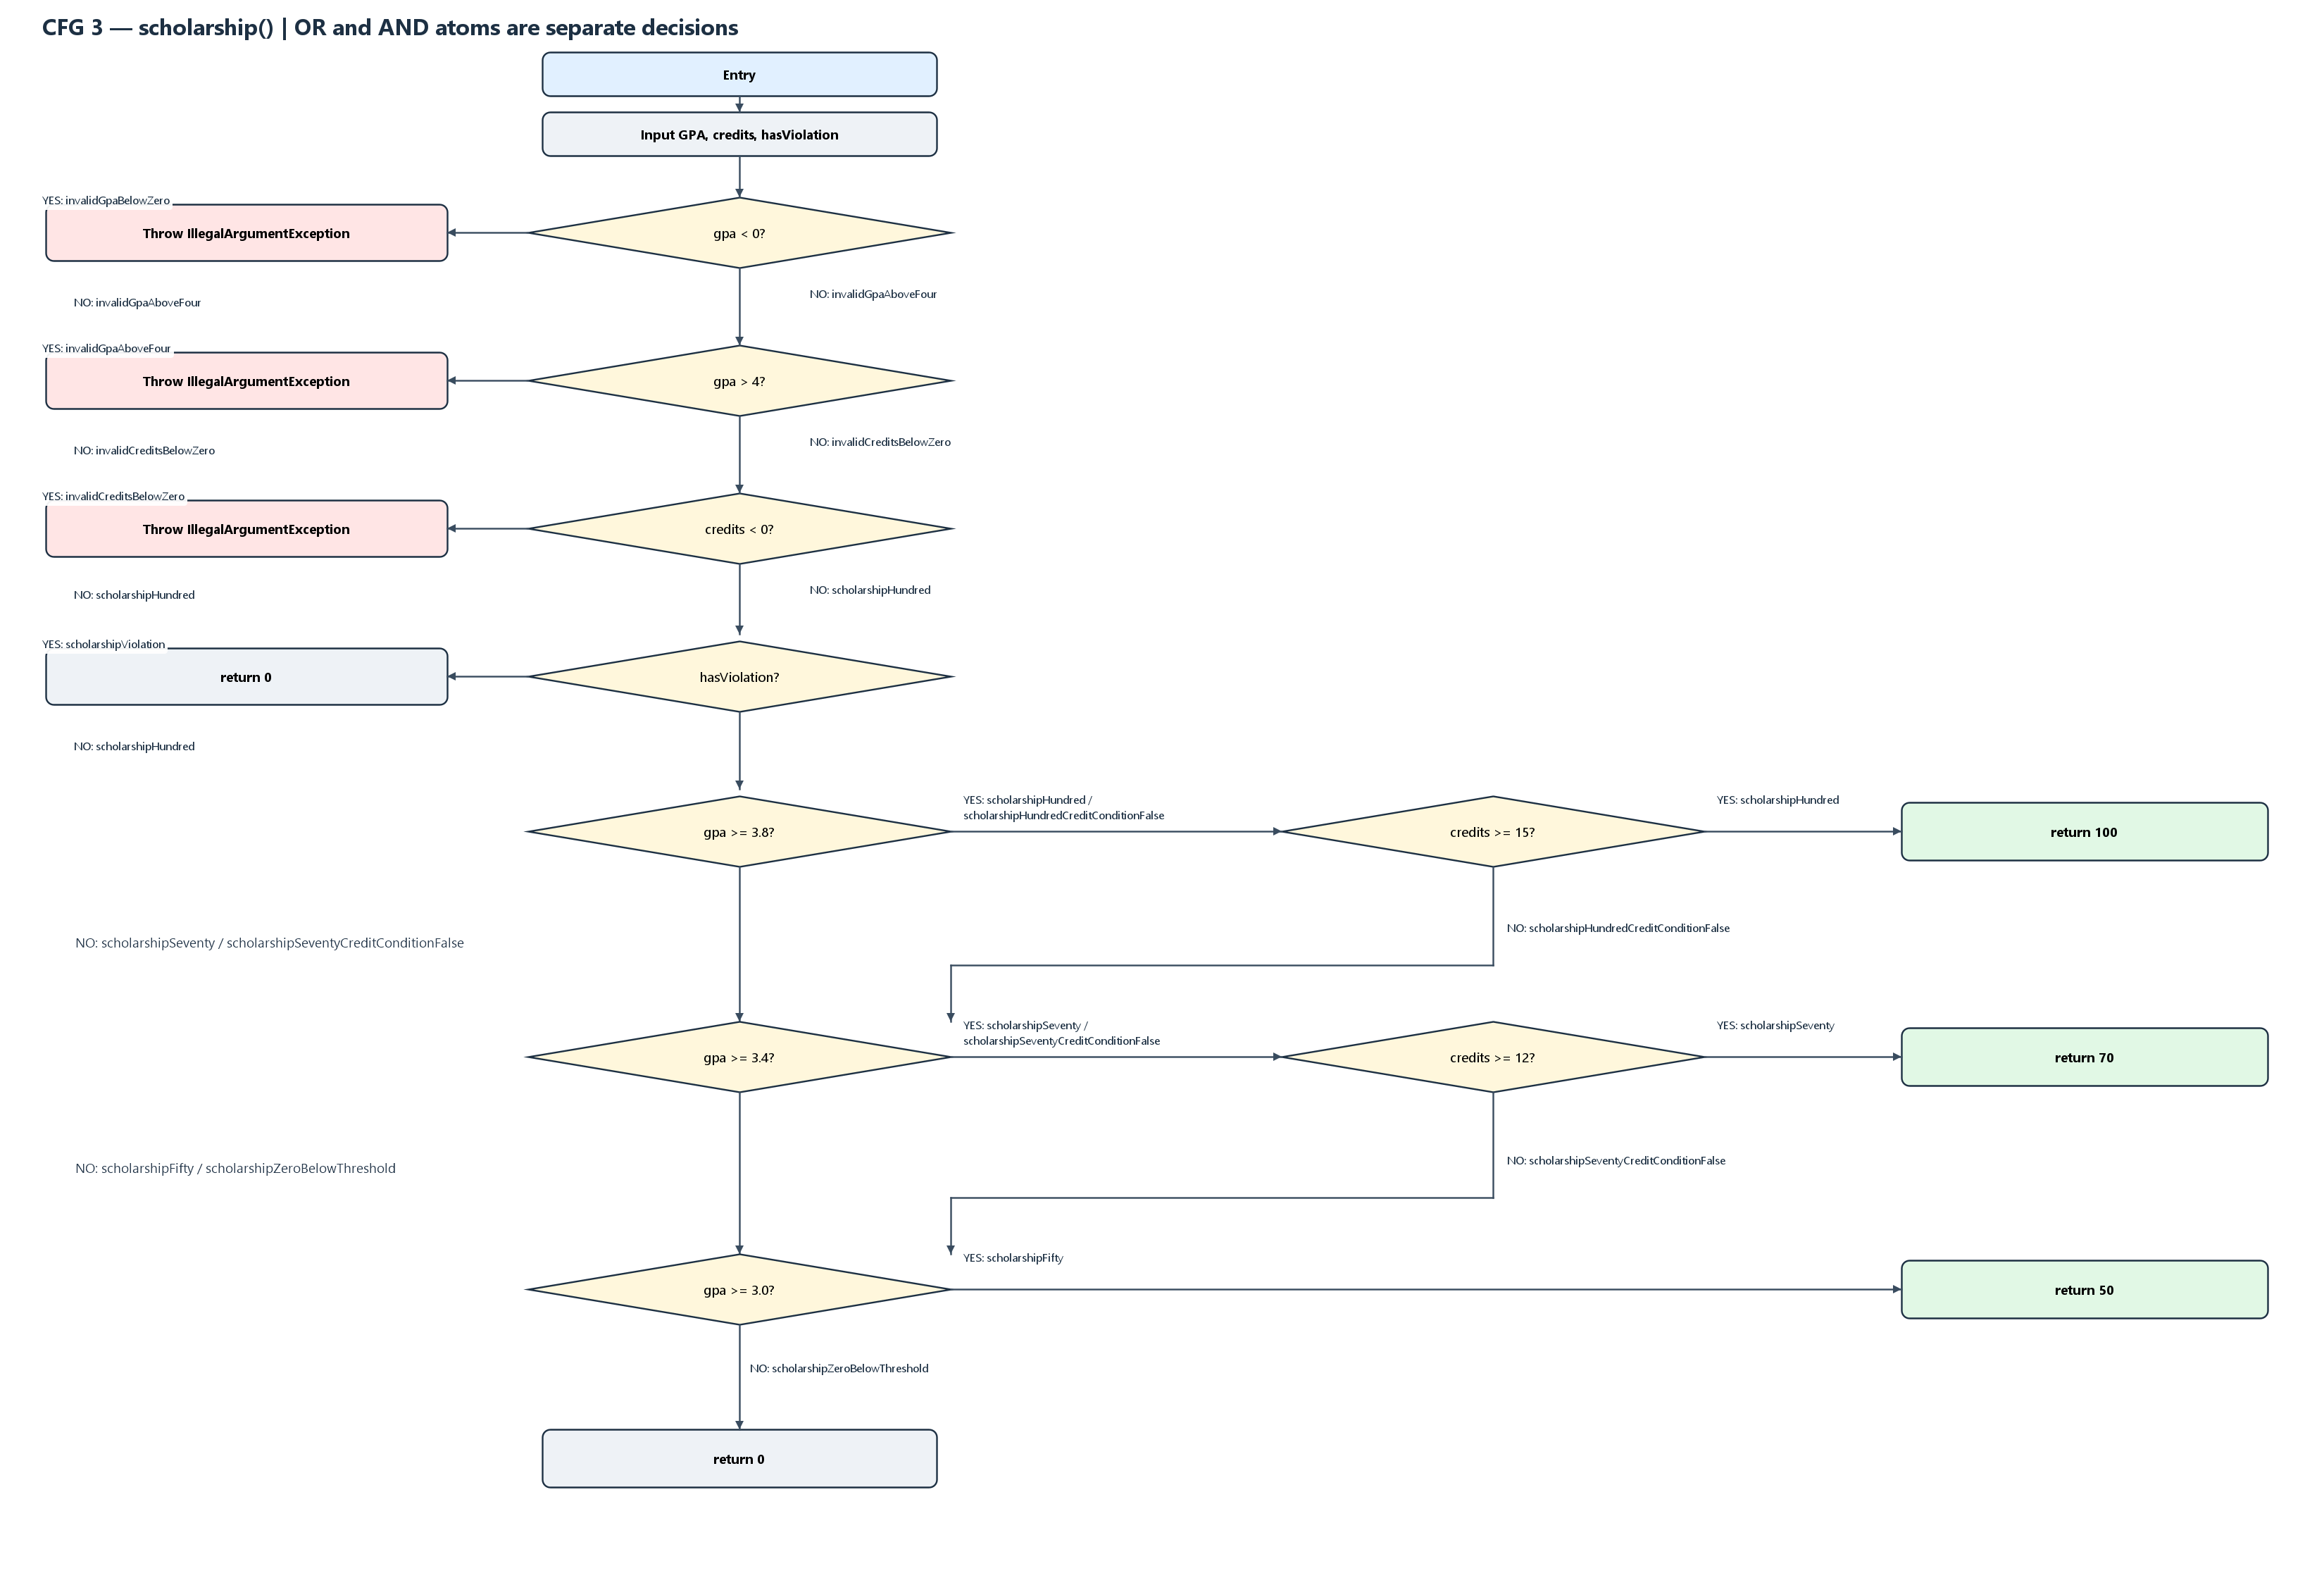 CFG 3 — scholarship() | OR and AND atoms are separate decisions
Entry
Input GPA, credits, hasViolation
YES: invalidGpaBelowZero
Throw IllegalArgumentException
gpa < 0?
NO: invalidGpaAboveFour
NO: invalidGpaAboveFour
YES: invalidGpaAboveFour
Throw IllegalArgumentException
gpa > 4?
NO: invalidCreditsBelowZero
NO: invalidCreditsBelowZero
YES: invalidCreditsBelowZero
Throw IllegalArgumentException
credits < 0?
NO: scholarshipHundred
NO: scholarshipHundred
YES: scholarshipViolation
return 0
hasViolation?
NO: scholarshipHundred
gpa >= 3.8?
YES: scholarshipHundred /
scholarshipHundredCreditConditionFalse
credits >= 15?
YES: scholarshipHundred
return 100
NO: scholarshipSeventy / scholarshipSeventyCreditConditionFalse
NO: scholarshipHundredCreditConditionFalse
gpa >= 3.4?
YES: scholarshipSeventy /
scholarshipSeventyCreditConditionFalse
credits >= 12?
YES: scholarshipSeventy
return 70
NO: scholarshipFifty / scholarshipZeroBelowThreshold
NO: scholarshipSeventyCreditConditionFalse
gpa >= 3.0?
YES: scholarshipFifty
return 50
NO: scholarshipZeroBelowThreshold
return 0